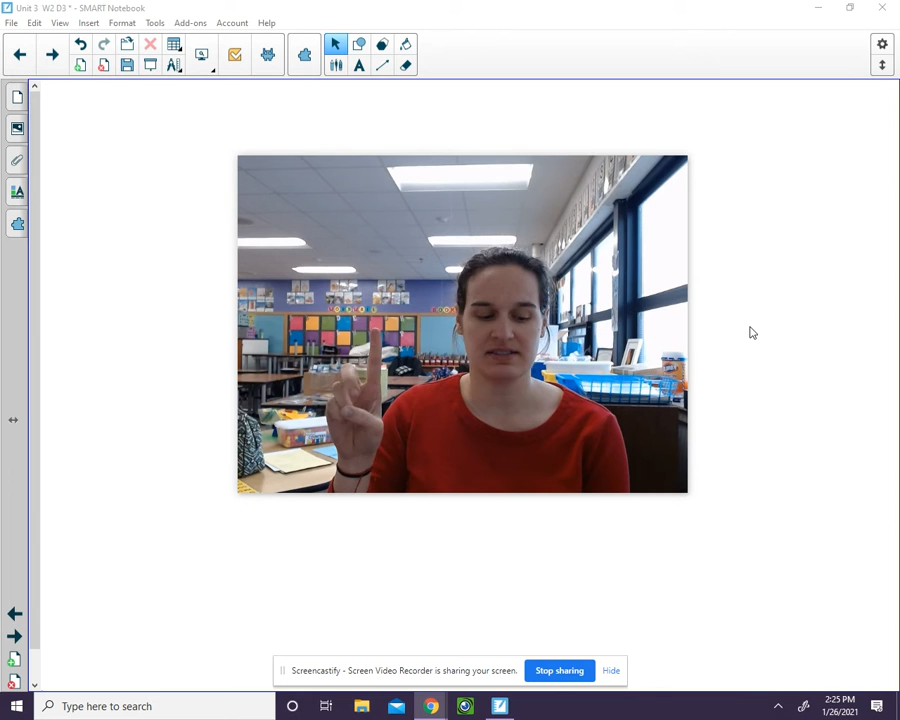 Unit 3  W2 D3 * - SMART Notebook
File Edit View Insert Format Tools Add-ons Account Help
Screencastify - Screen Video Recorder is sharing your screen. Stop sharing Hide
Type here to search
2:25 PM
1/26/2021